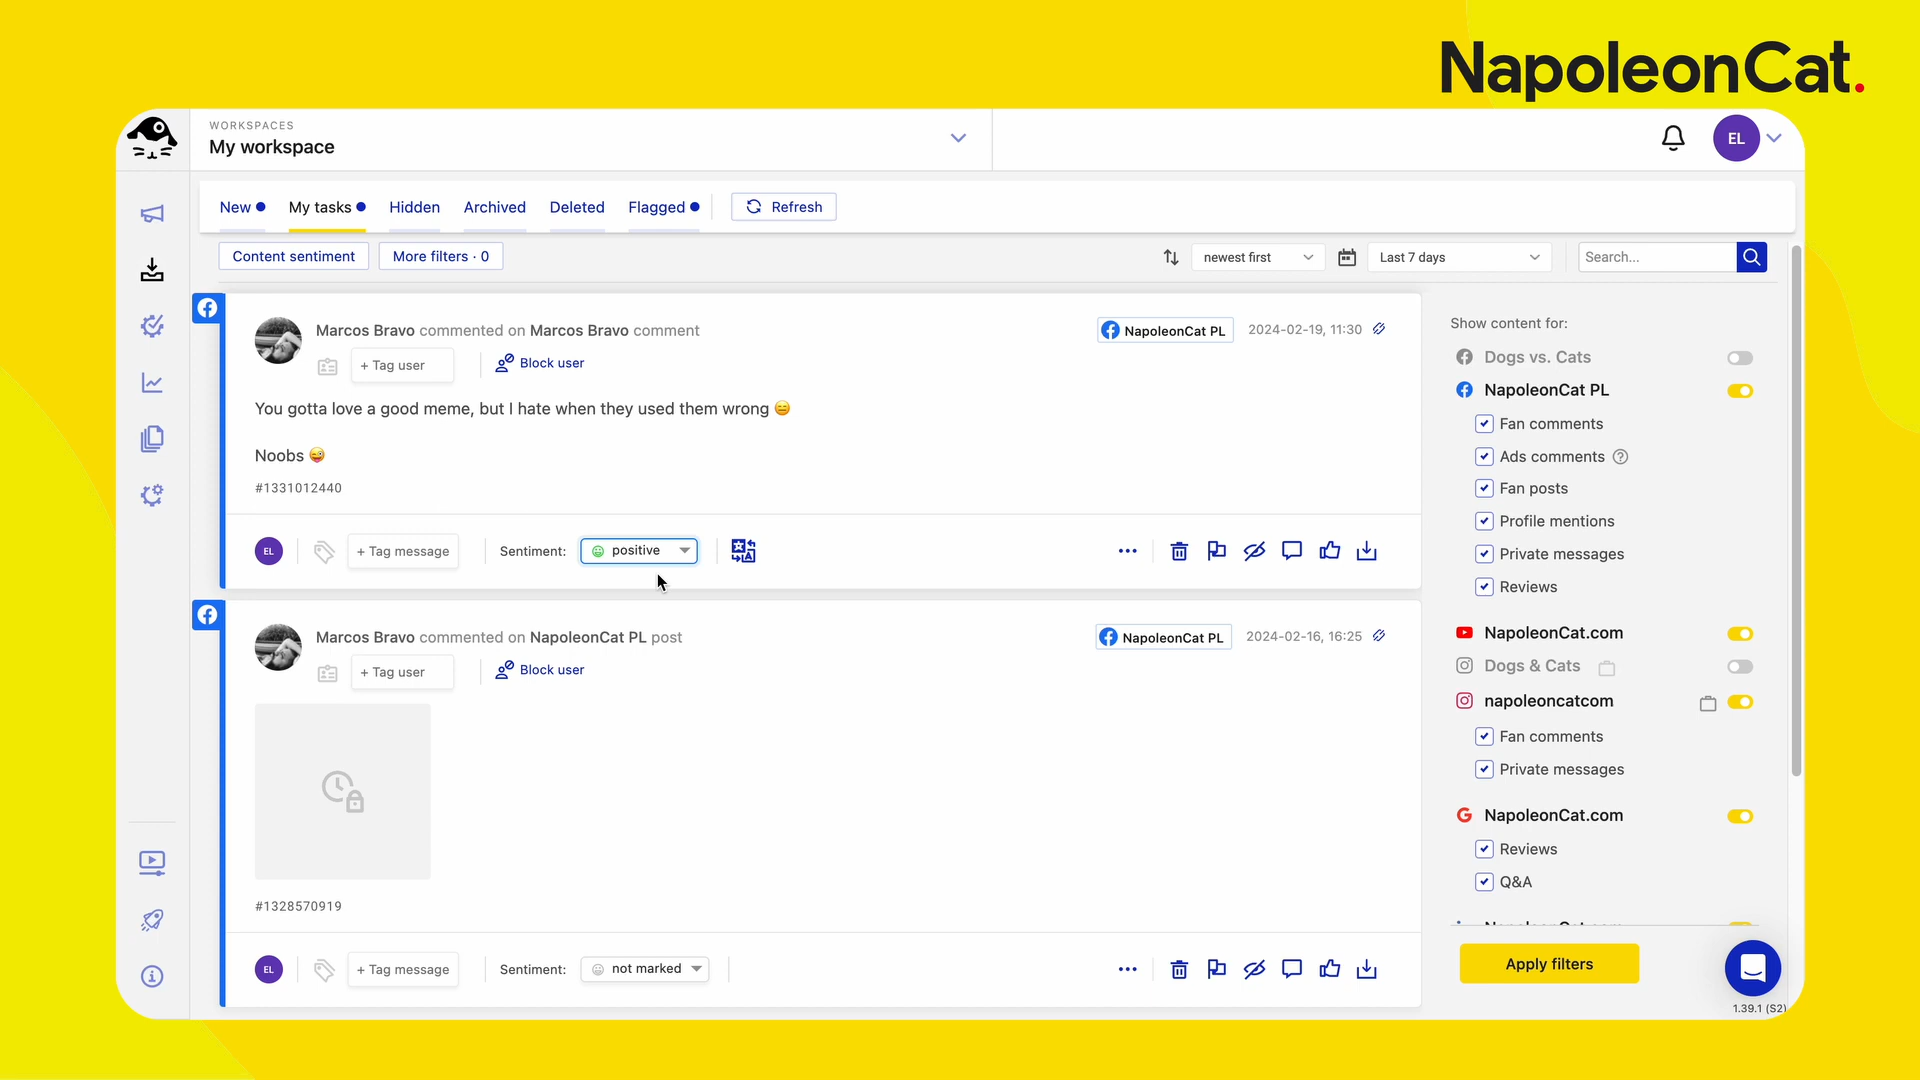 NapoleonCat.
WORKSPACES
My workspace
EL
New
My tasks
Hidden
Archived
Deleted
Flagged
Refresh
Content sentiment
More filters · 0
newest first
Last 7 days
Search...
Marcos Bravo commented on Marcos Bravo comment
NapoleonCat PL
2024-02-19, 11:30
+ Tag user
Block user
You gotta love a good meme, but I hate when they used them wrong 😄
Noobs 😜
#1331012440
EL
+ Tag message
Sentiment:
positive
Marcos Bravo commented on NapoleonCat PL post
NapoleonCat PL
2024-02-16, 16:25
+ Tag user
Block user
#1328570919
EL
+ Tag message
Sentiment:
not marked
Show content for:
Dogs vs. Cats
NapoleonCat PL
Fan comments
Ads comments ?
Fan posts
Profile mentions
Private messages
Reviews
NapoleonCat.com
Dogs & Cats
napoleoncatcom
Fan comments
Private messages
NapoleonCat.com
Reviews
Q&A
Apply filters
1.39.1 (S2)